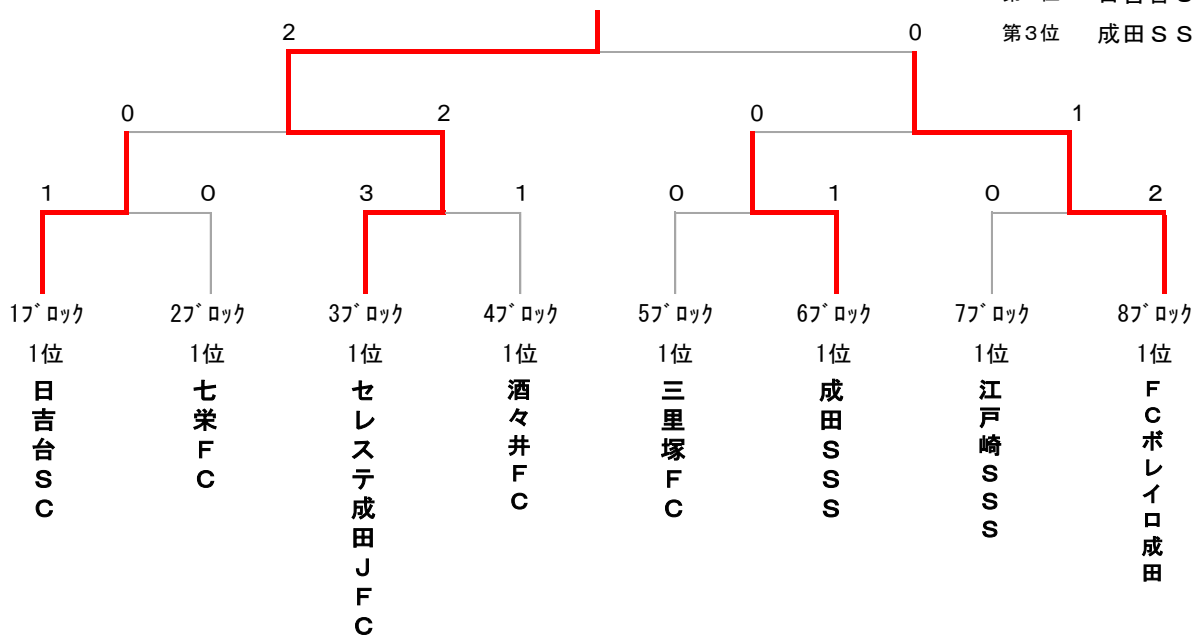 2 0
第3位 成田ＳＳ
0 2 0 1
1 0 3 1 0 1 0 2
1ﾌﾞﾛｯｸ 2ﾌﾞﾛｯｸ 3ﾌﾞﾛｯｸ 4ﾌﾞﾛｯｸ 5ﾌﾞﾛｯｸ 6ﾌﾞﾛｯｸ 7ﾌﾞﾛｯｸ 8ﾌﾞﾛｯｸ
1位 1位 1位 1位 1位 1位 1位 1位
日吉台ＳＣ
七栄ＦＣ
セレステ成田ＪＦＣ
酒々井ＦＣ
三里塚ＦＣ
成田ＳＳＳ
江戸崎ＳＳＳ
ＦＣボレイロ成田